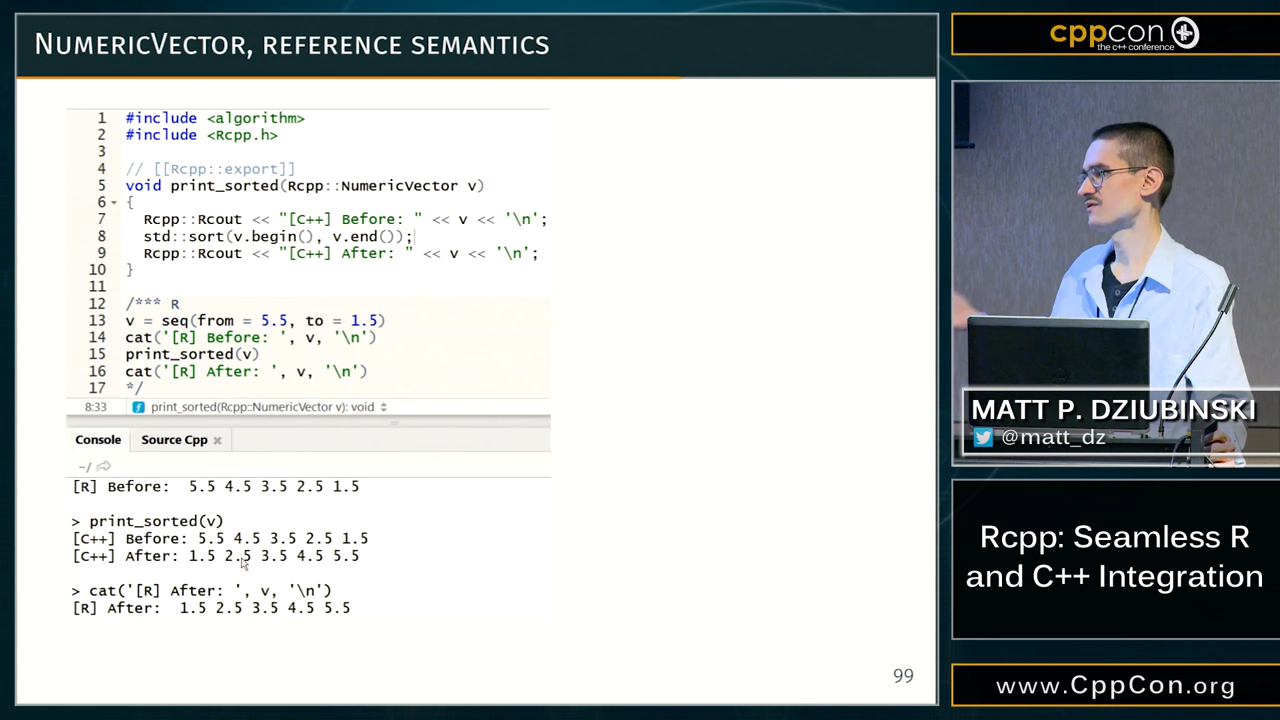 NumericVector, reference semantics
1 #include <algorithm>
2 #include <Rcpp.h>
3
4 // [[Rcpp::export]]
5 void print_sorted(Rcpp::NumericVector v)
6 {
7 Rcpp::Rcout << "[C++] Before: " << v << '\n';
8 std::sort(v.begin(), v.end());
9 Rcpp::Rcout << "[C++] After: " << v << '\n';
10 }
11
12 /*** R
13 v = seq(from = 5.5, to = 1.5)
14 cat('[R] Before: ', v, '\n')
15 print_sorted(v)
16 cat('[R] After: ', v, '\n')
17 */
8:33 print_sorted(Rcpp::NumericVector v): void
Console Source Cpp
~/
[R] Before:  5.5 4.5 3.5 2.5 1.5
> print_sorted(v)
[C++] Before: 5.5 4.5 3.5 2.5 1.5
[C++] After: 1.5 2.5 3.5 4.5 5.5
> cat('[R] After: ', v, '\n')
[R] After:  1.5 2.5 3.5 4.5 5.5
99
cppcon
the c++ conference
MATT P. DZIUBINSKI
@matt_dz
Rcpp: Seamless R
and C++ Integration
www.CppCon.org